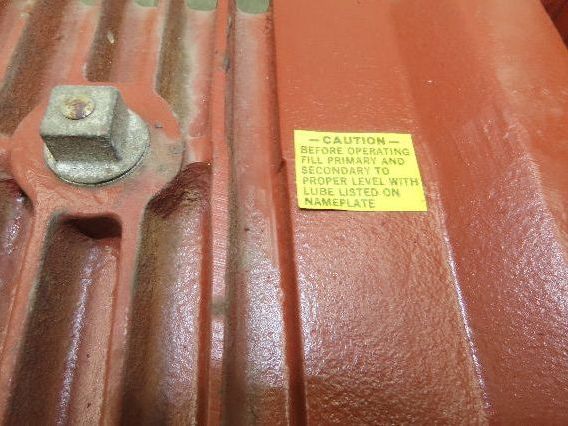 — CAUTION —
BEFORE OPERATING
FILL PRIMARY AND
SECONDARY TO
PROPER LEVEL WITH
LUBE LISTED ON
NAMEPLATE